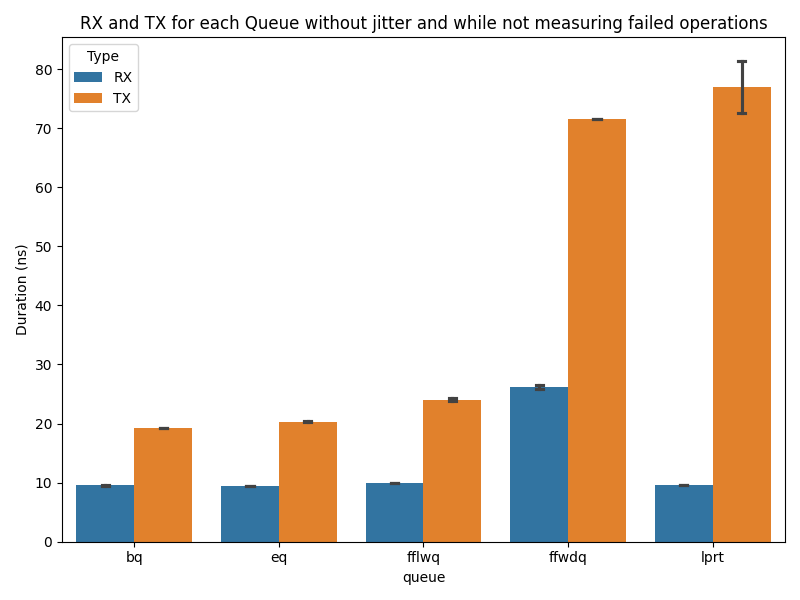 RX and TX for each Queue without jitter and while not measuring failed operations
Type
RX
TX
80
70
60
50
40
30
20
10
0
Duration (ns)
bq
eq
fflwq
ffwdq
lprt
queue